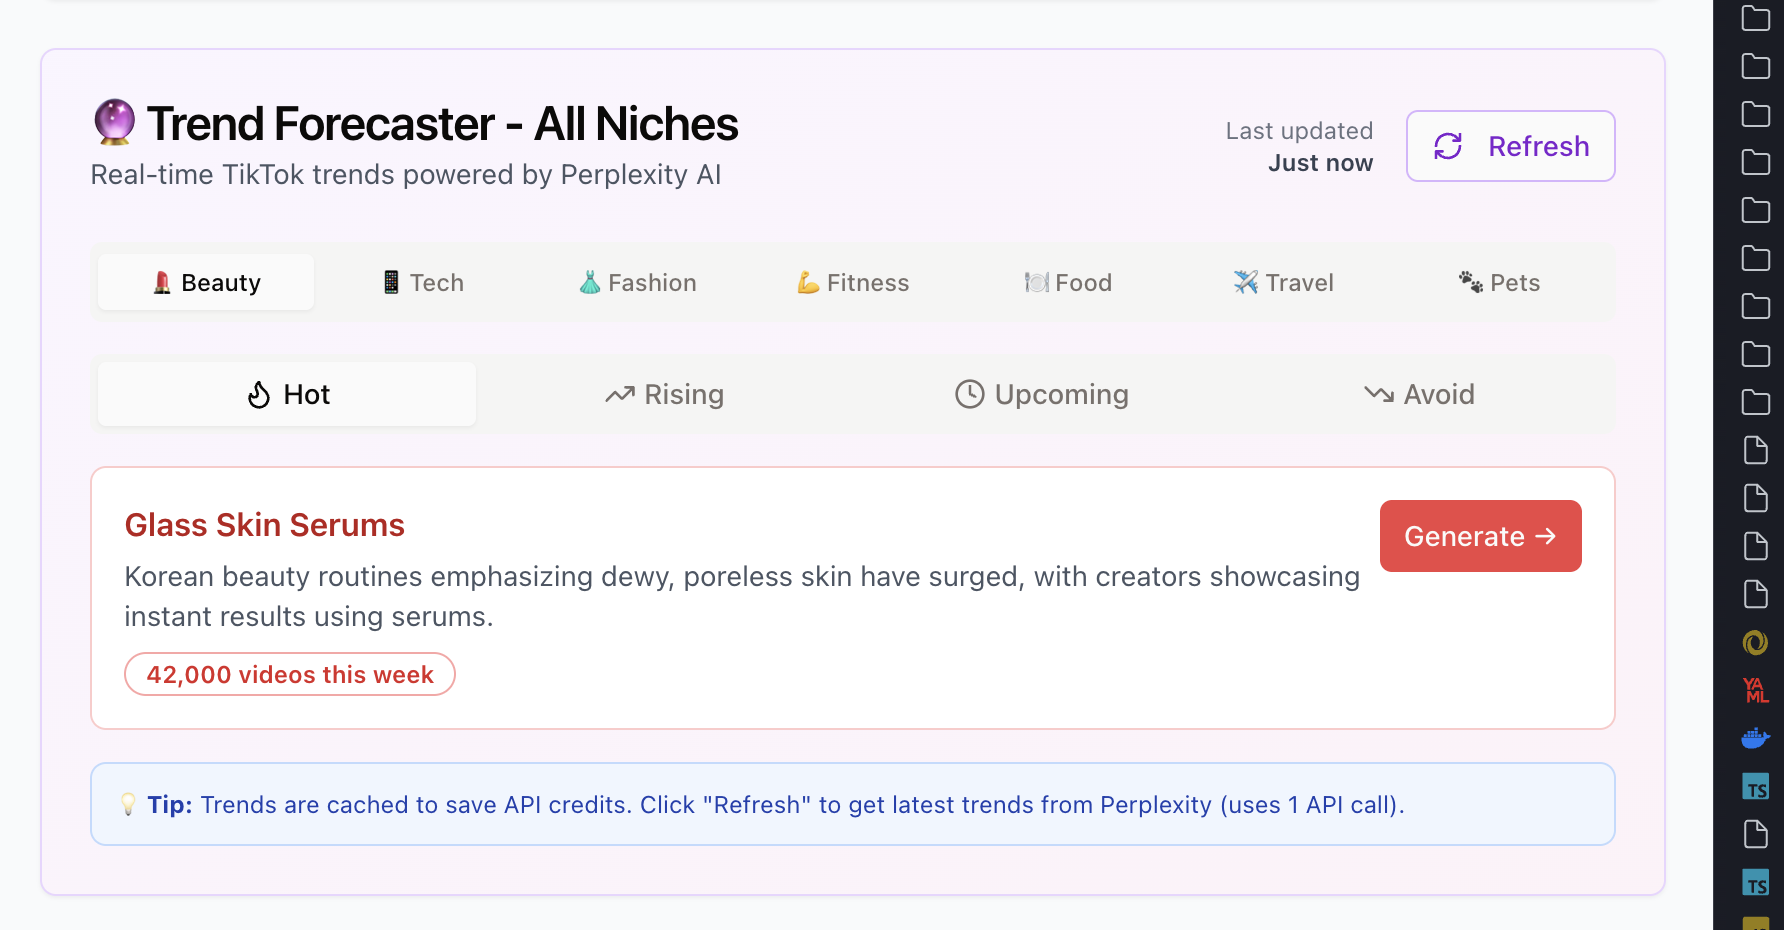 Trend Forecaster - All Niches
Real-time TikTok trends powered by Perplexity AI
Last updated
Just now
Refresh
Beauty
Tech
Fashion
Fitness
Food
Travel
Pets
Hot
Rising
Upcoming
Avoid
Glass Skin Serums
Korean beauty routines emphasizing dewy, poreless skin have surged, with creators showcasing
instant results using serums.
42,000 videos this week
Generate →
Tip: Trends are cached to save API credits. Click "Refresh" to get latest trends from Perplexity (uses 1 API call).
YA
ML
TS
TS